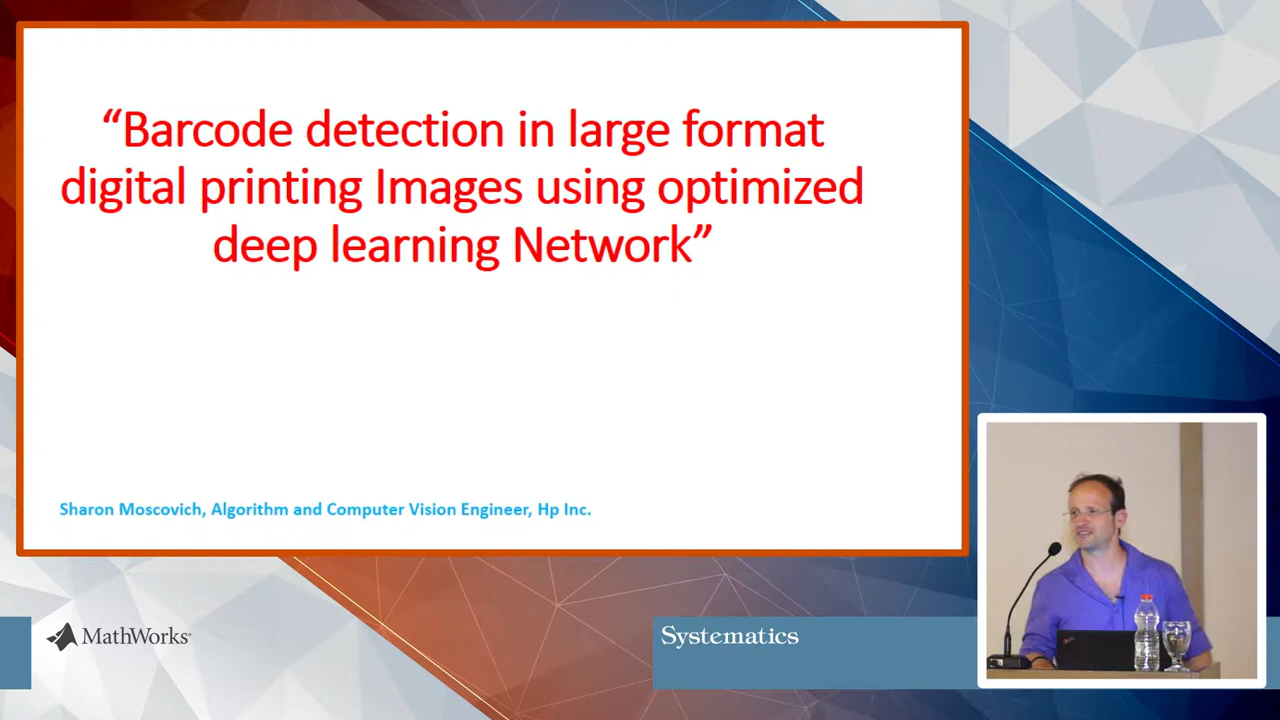 “Barcode detection in large format
digital printing Images using optimized
deep learning Network”
Sharon Moscovich, Algorithm and Computer Vision Engineer, Hp Inc.
MathWorks
Systematics